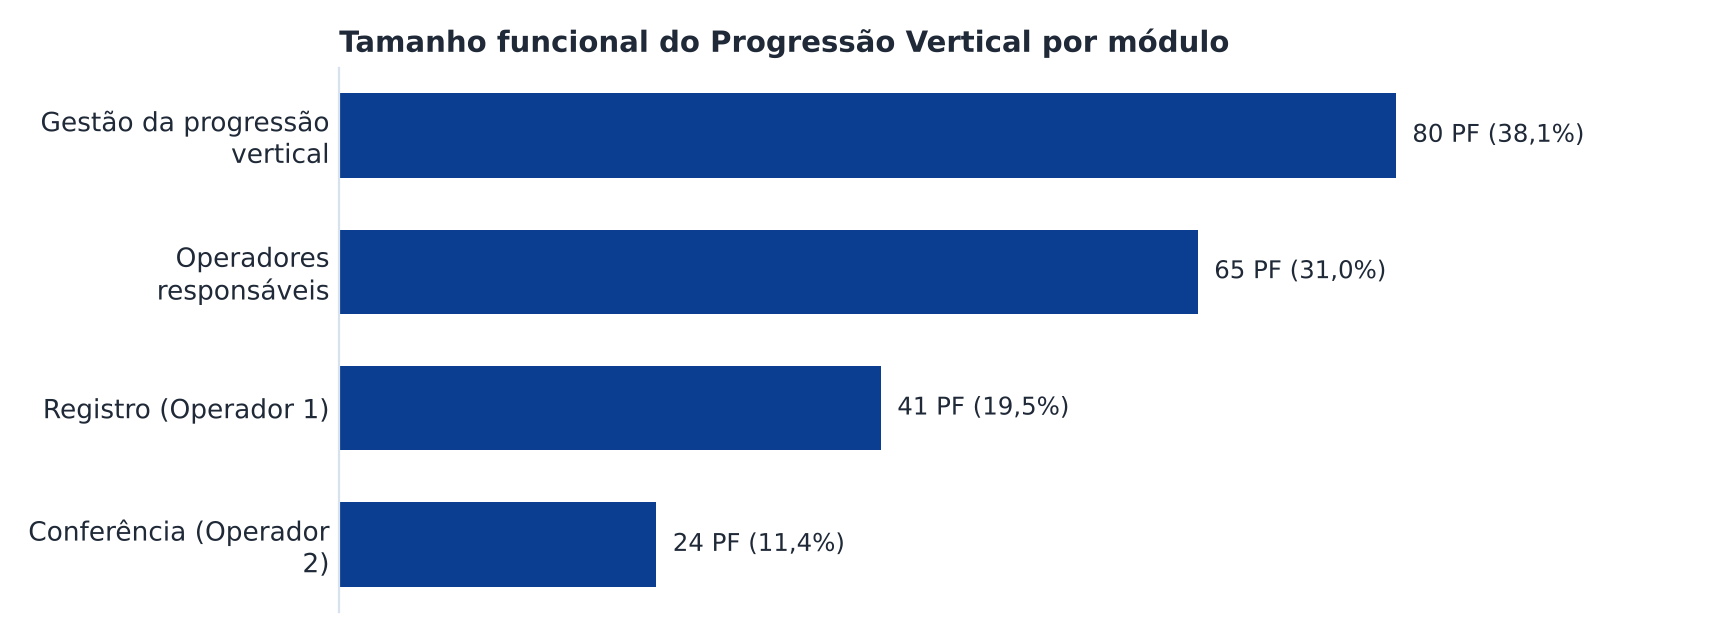 Tamanho funcional do Progressão Vertical por módulo
Gestão da progressão
vertical
80 PF (38,1%)
Operadores
responsáveis
65 PF (31,0%)
Registro (Operador 1)
41 PF (19,5%)
Conferência (Operador
2)
24 PF (11,4%)